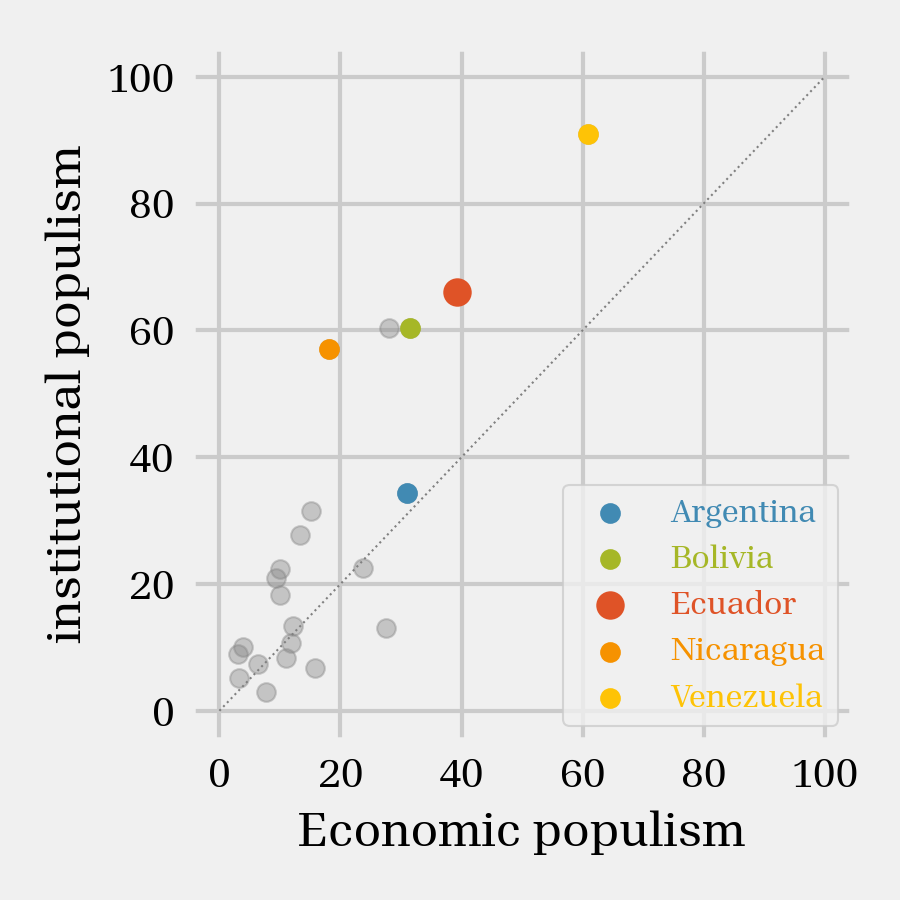 institutional populism
100
80
60
40
20
0
Argentina
Bolivia
Ecuador
Nicaragua
Venezuela
0 20 40 60 80 100
Economic populism